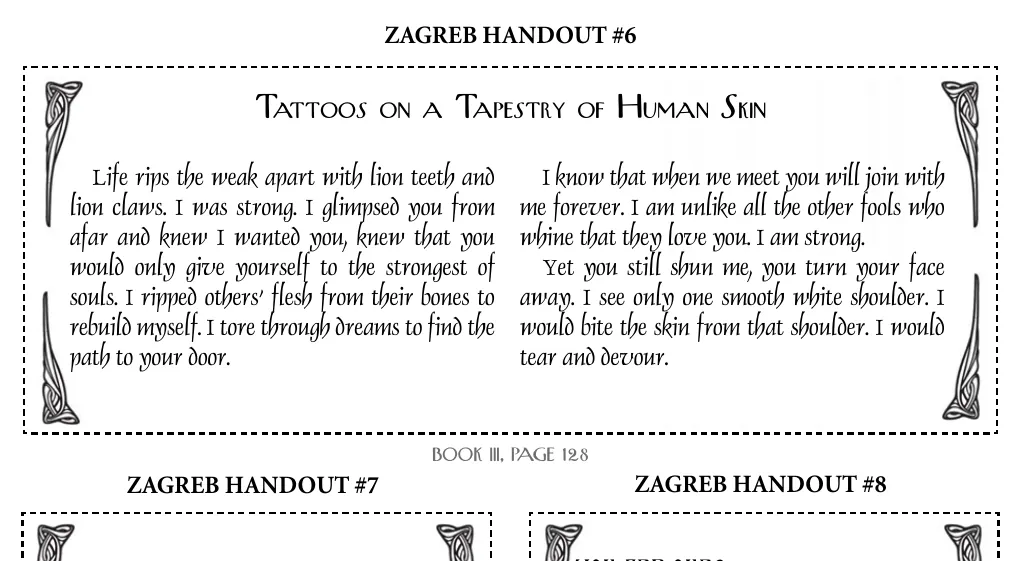 ZAGREB HANDOUT #6
Tattoos on a Tapestry of Human Skin
Life rips the weak apart with lion teeth and
lion claws. I was strong. I glimpsed you from
afar and knew I wanted you, knew that you
would only give yourself to the strongest of
souls. I ripped others’ flesh from their bones to
rebuild myself. I tore through dreams to find the
path to your door.
I know that when we meet you will join with
me forever. I am unlike all the other fools who
whine that they love you. I am strong.
Yet you still shun me, you turn your face
away. I see only one smooth white shoulder. I
would bite the skin from that shoulder. I would
tear and devour.
BOOK III, PAGE 128
ZAGREB HANDOUT #7
ZAGREB HANDOUT #8